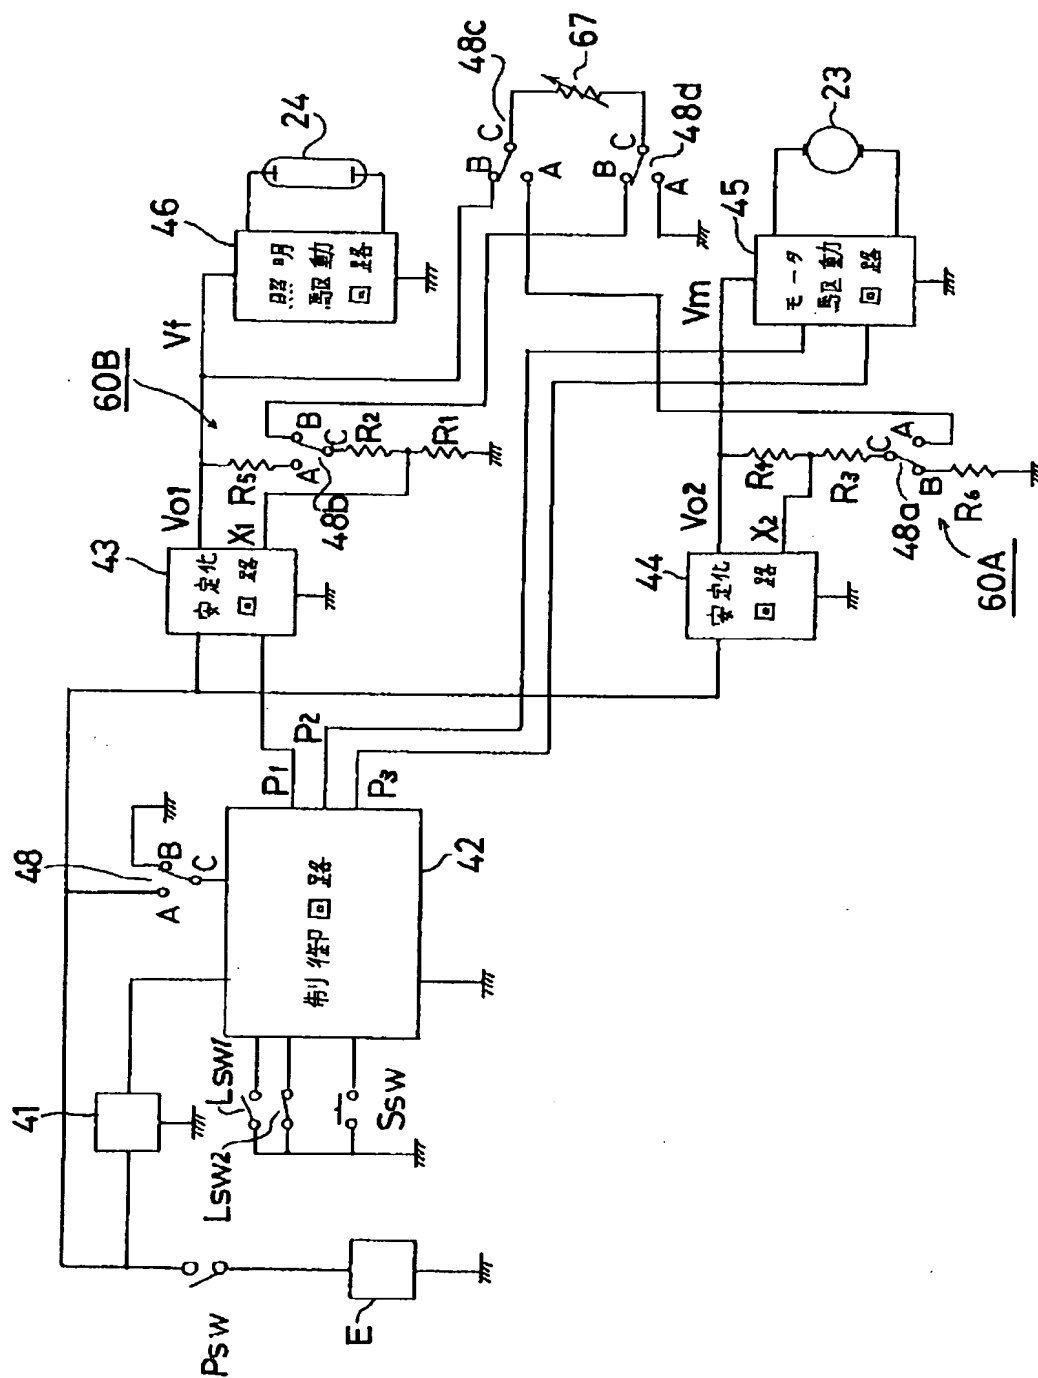 PSW
E
41
LSW1
LSW2
SSW
48
A
B
C
制御回路
42
P1
P2
P3
43
安定化
回路
Vo1
X1
60B
R5
A
B
C
48b
R2
R1
Vf
46
照明
駆動
回路
24
48c
B
C
A
67
B
C
A
48d
44
安定化
回路
Vo2
X2
R4
R3
C
A
B
48a
R6
60A
Vm
45
モータ
駆動
回路
23